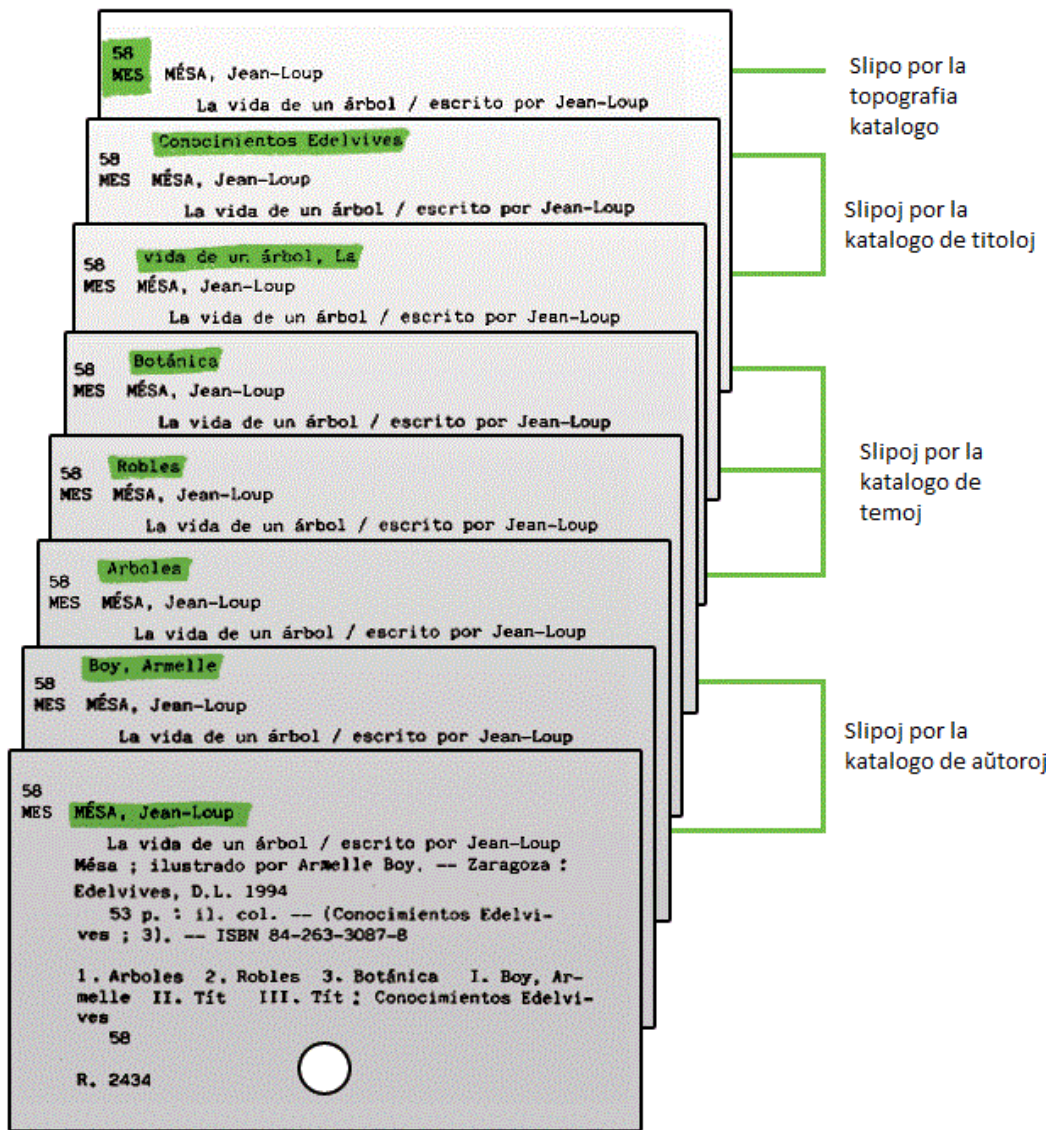 58
MES MÉSA, Jean-Loup
La vida de un árbol / escrito por Jean-Loup
Conocimientos Edelvives
58
MES MÉSA, Jean-Loup
La vida de un árbol / escrito por Jean-Loup
vida de un árbol, La
58
MES MÉSA, Jean-Loup
La vida de un árbol / escrito por Jean-Loup
Botánica
58
MES MÉSA, Jean-Loup
La vida de un árbol / escrito por Jean-Loup
Robles
58
MES MÉSA, Jean-Loup
La vida de un árbol / escrito por Jean-Loup
Arboles
58
MES MÉSA, Jean-Loup
La vida de un árbol / escrito por Jean-Loup
Boy, Armelle
58
MES MÉSA, Jean-Loup
La vida de un árbol / escrito por Jean-Loup
58
MES MÉSA, Jean-Loup
La vida de un árbol / escrito por Jean-Loup
Mésa ; ilustrado por Armelle Boy. -- Zaragoza :
Edelvives, D.L. 1994
53 p. : il. col. -- (Conocimientos Edelvi-
ves ; 3). -- ISBN 84-263-3087-8
1. Arboles 2. Robles 3. Botánica I. Boy, Ar-
melle II. Tít III. Tít : Conocimientos Edelvi-
ves
58
R. 2434
Slipo por la
topografia
katalogo
Slipoj por la
katalogo de titoloj
Slipoj por la
katalogo de
temoj
Slipoj por la
katalogo de aŭtoroj